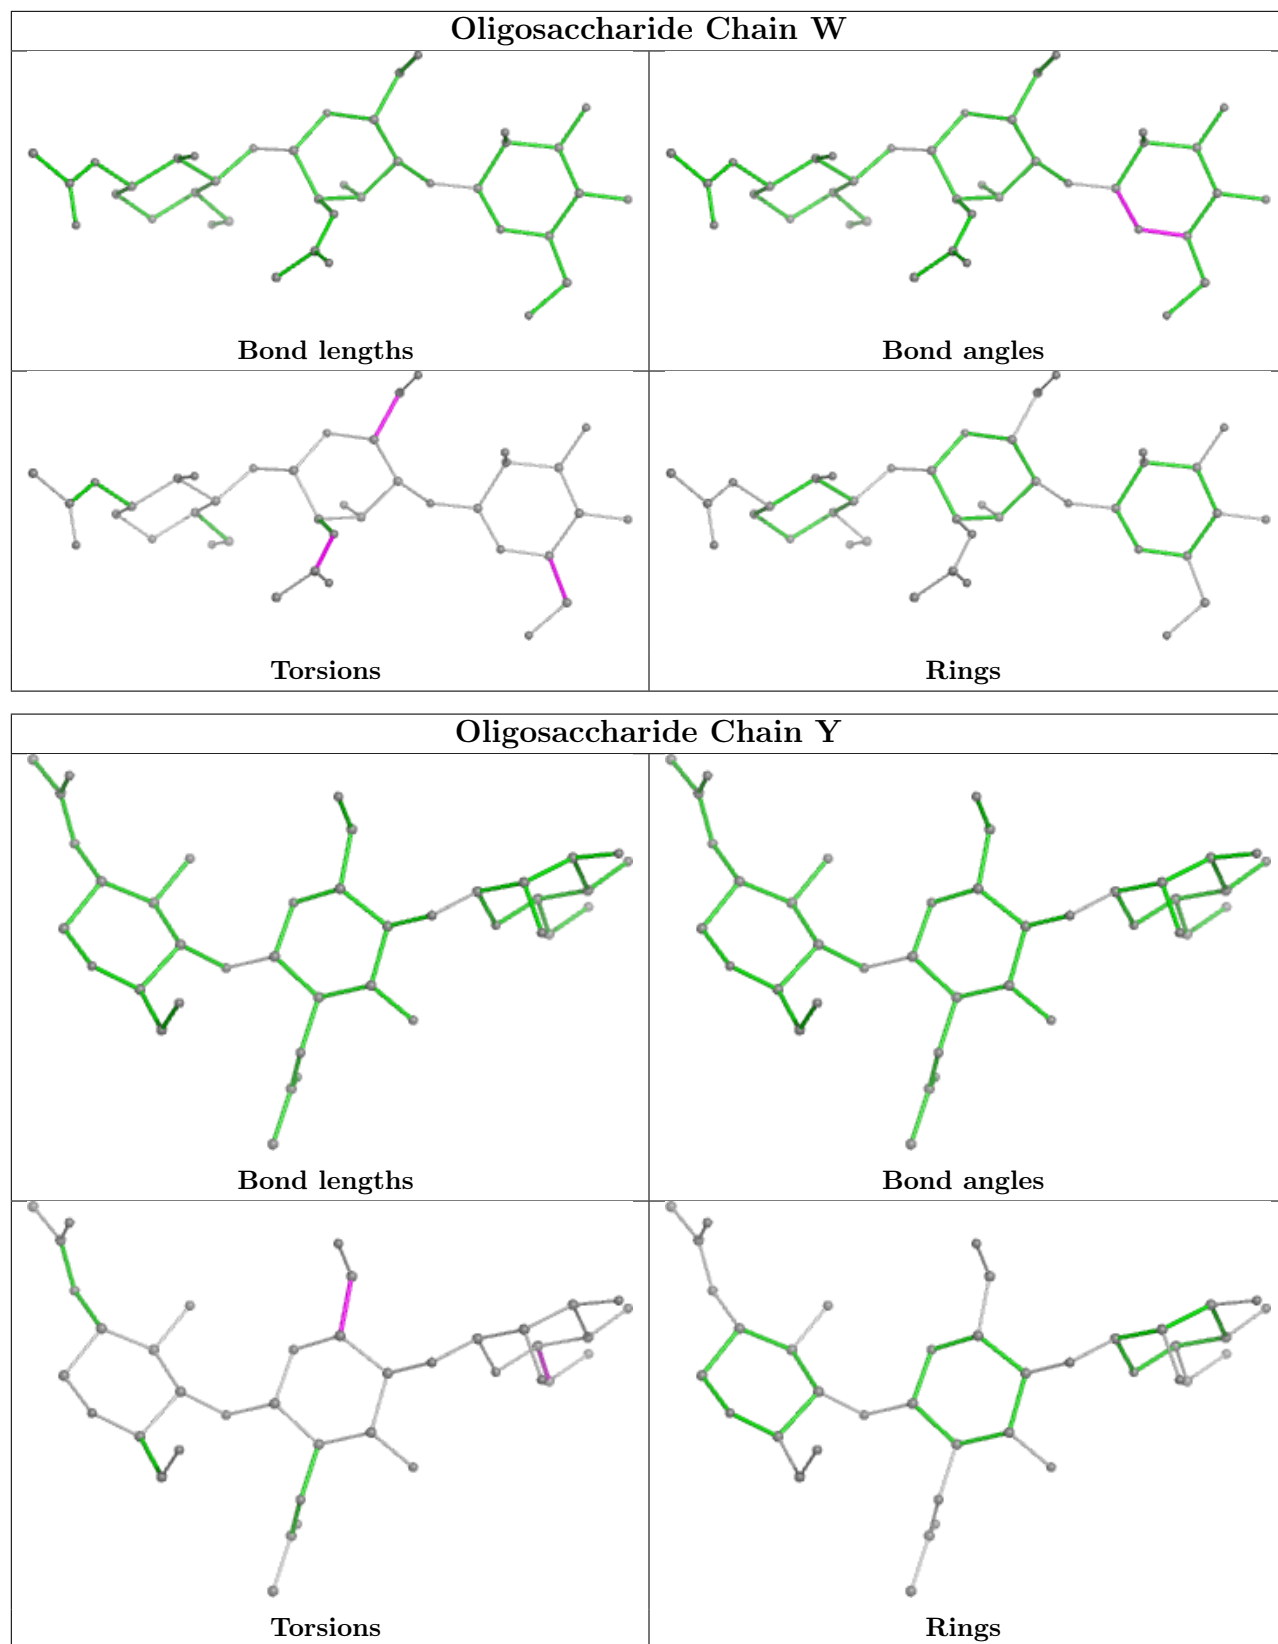 Oligosaccharide Chain W
Bond lengths
Bond angles
Torsions
Rings
Oligosaccharide Chain Y
Bond lengths
Bond angles
Torsions
Rings